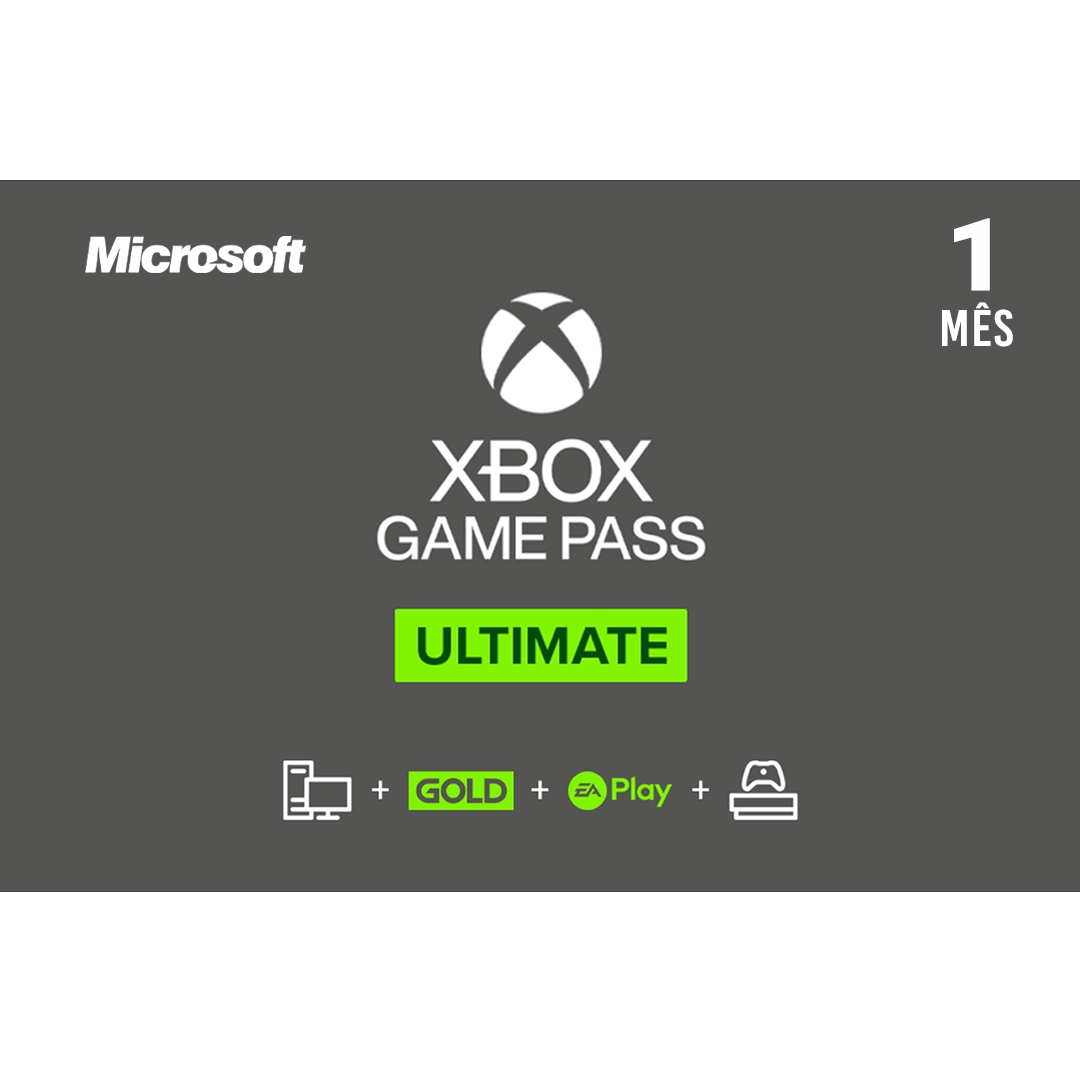 Microsoft
1
MÊS
XBOX
GAME PASS
ULTIMATE
+ GOLD + EA Play +